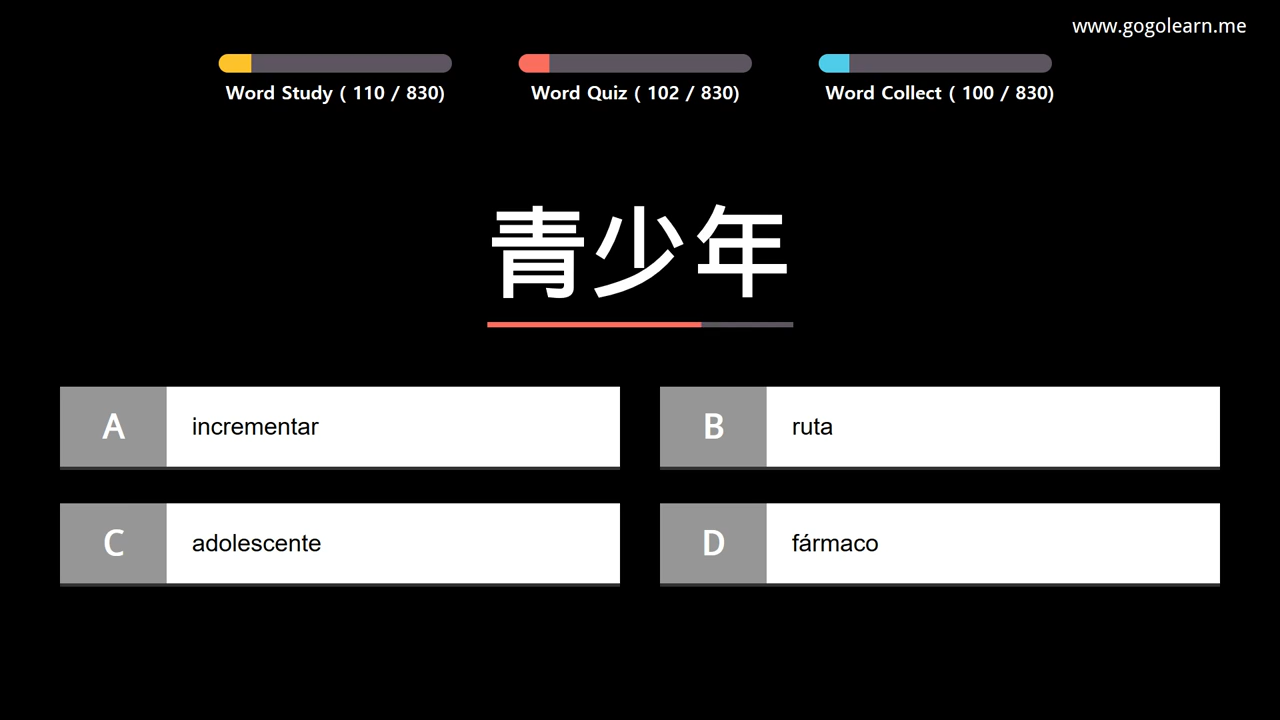 www.gogolearn.me
Word Study ( 110 / 830)
Word Quiz ( 102 / 830)
Word Collect ( 100 / 830)
青少年
A incrementar
B ruta
C adolescente
D fármaco